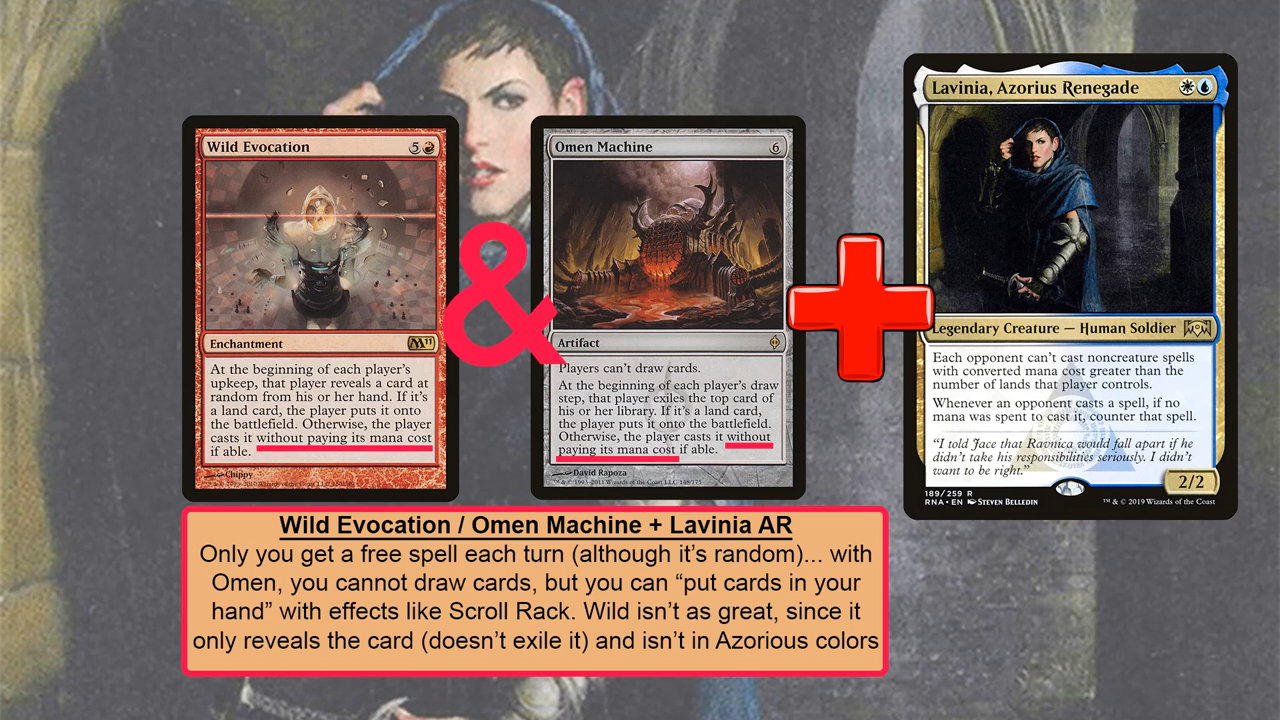 Wild Evocation 5
Enchantment M11
At the beginning of each player's
upkeep, that player reveals a card at
random from his or her hand. If it's
a land card, the player puts it onto
the battlefield. Otherwise, the player
casts it without paying its mana cost
if able.
Chippy
&
Omen Machine 6
Artifact
Players can't draw cards.
At the beginning of each player's draw
step, that player exiles the top card of
his or her library. If it's a land card,
the player puts it onto the battlefield.
Otherwise, the player casts it without
paying its mana cost if able.
David Rapoza
™ & © 1993-2011 Wizards of the Coast LLC 148/175
Lavinia, Azorius Renegade
Legendary Creature — Human Soldier
Each opponent can't cast noncreature spells
with converted mana cost greater than the
number of lands that player controls.
Whenever an opponent casts a spell, if no
mana was spent to cast it, counter that spell.
"I told Jace that Ravnica would fall apart if he
didn't take his responsibilities seriously. I didn't
want to be right."
2/2
189/259 R
RNA • EN Steven Belledin
™ & © 2019 Wizards of the Coast
Wild Evocation / Omen Machine + Lavinia AR
Only you get a free spell each turn (although it's random)... with
Omen, you cannot draw cards, but you can “put cards in your
hand” with effects like Scroll Rack. Wild isn't as great, since it
only reveals the card (doesn't exile it) and isn't in Azorious colors